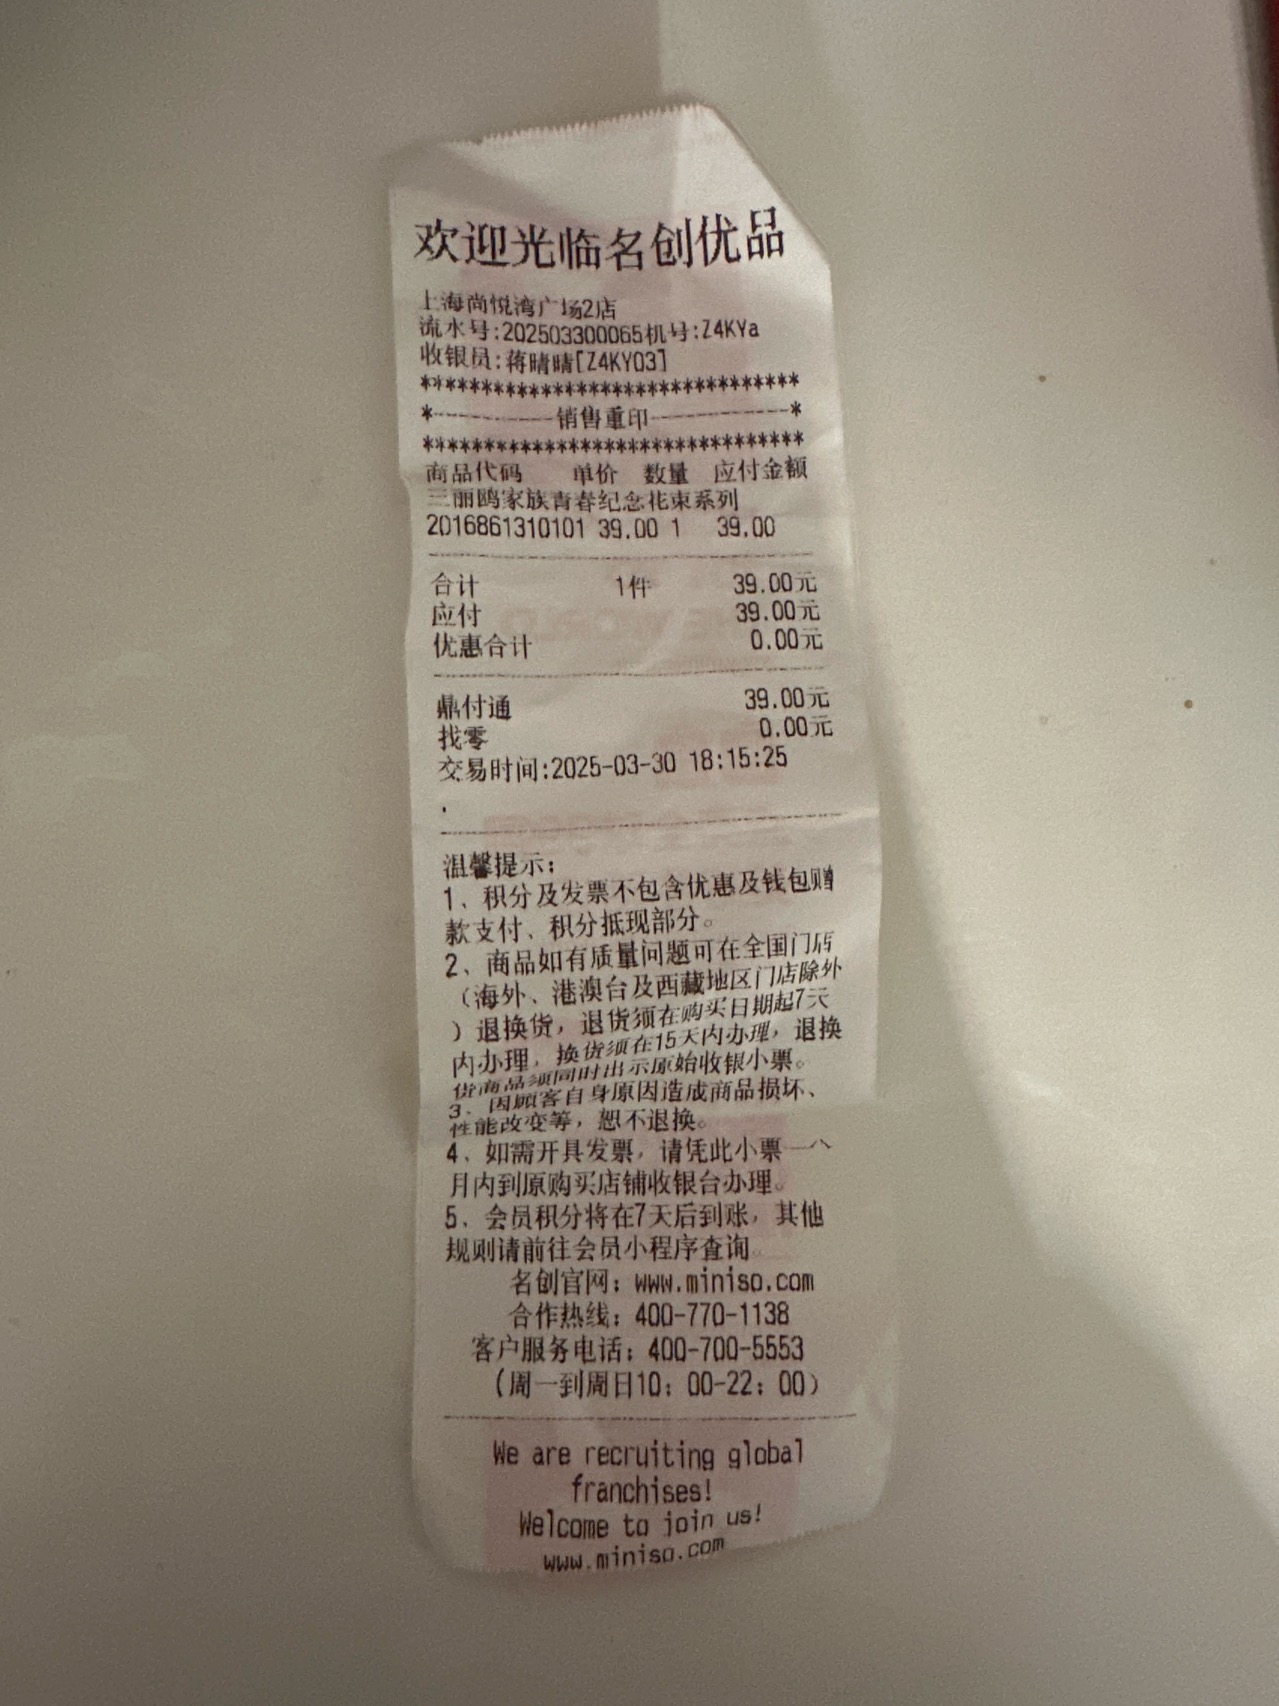 欢迎光临名创优品
上海尚悦湾广场2店
流水号:202503300065机号:Z4KYa
收银员:蒋晴晴[Z4KY03]
*******************************
*----------销售重印------------*
*******************************
商品代码 单价 数量 应付金额
三丽鸥家族青春纪念花束系列
2016861310101 39.00 1 39.00
合计 1件 39.00元
应付 39.00元
优惠合计 0.00元
鼎付通 39.00元
找零 0.00元
交易时间:2025-03-30 18:15:25
.
温馨提示:
1、积分及发票不包含优惠及钱包赠
款支付、积分抵现部分。
2、商品如有质量问题可在全国门店
（海外、港澳台及西藏地区门店除外
）退换货，退货须在购买日期起7天
内办理，换货须在15天内办理，退换
货商品须同时出示原始收银小票。
3、因顾客自身原因造成商品损坏、
性能改变等，恕不退换。
4、如需开具发票，请凭此小票一个
月内到原购买店铺收银台办理。
5、会员积分将在7天后到账，其他
规则请前往会员小程序查询。
名创官网：www.miniso.com
合作热线：400-770-1138
客户服务电话：400-700-5553
(周一到周日10：00-22：00)
We are recruiting global
franchises!
Welcome to join us!
www.miniso.com